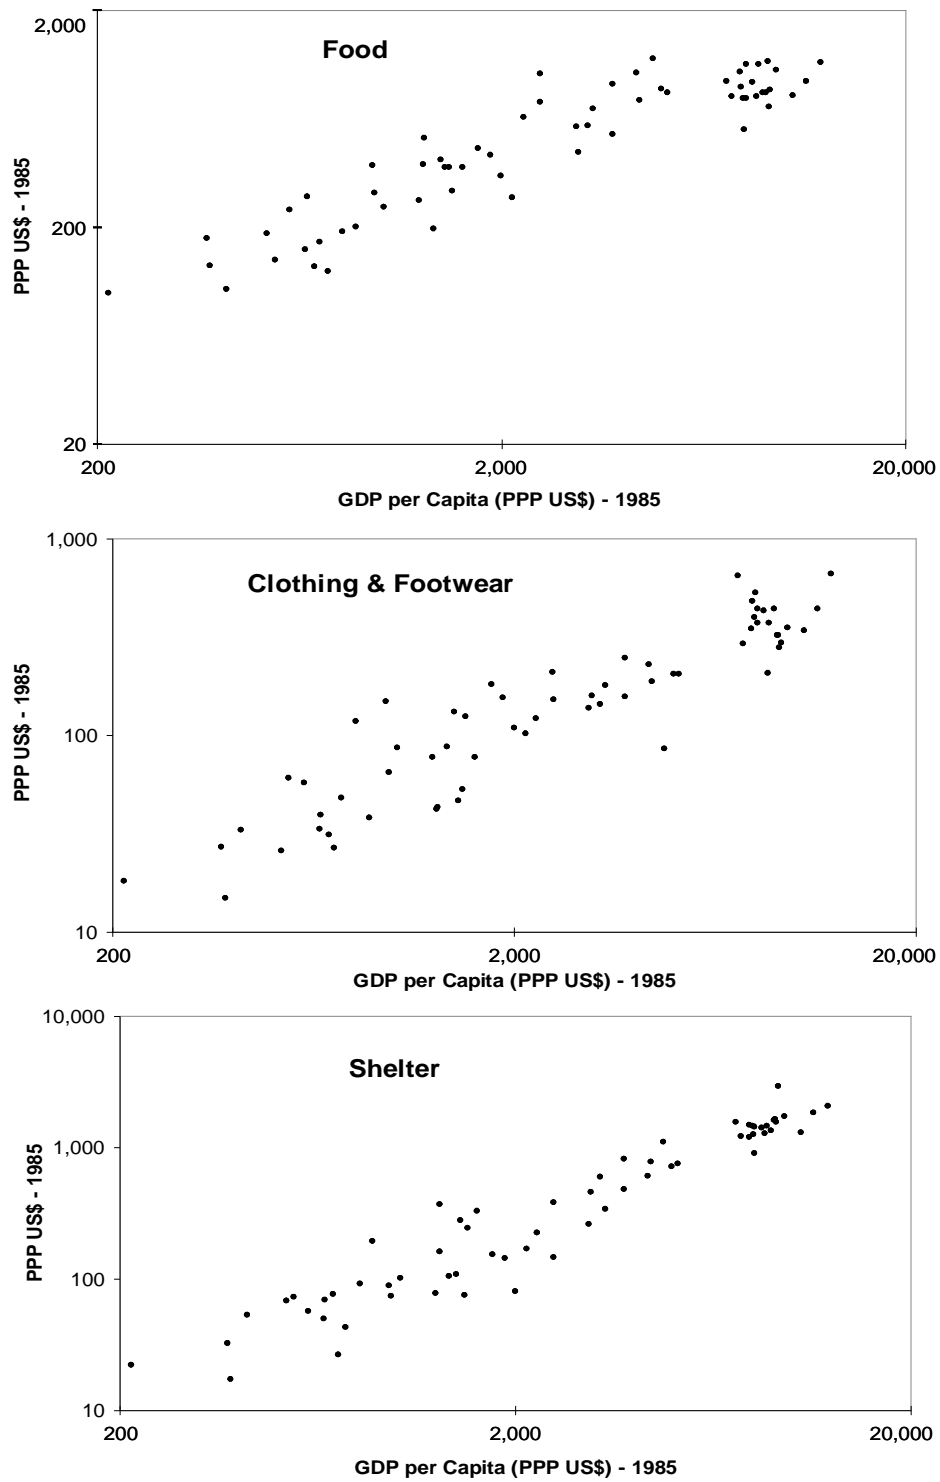 2,000
Food
PPP US$ - 1985
200
20
200
2,000
20,000
GDP per Capita (PPP US$) - 1985
1,000
Clothing & Footwear
PPP US$ - 1985
100
10
200
2,000
20,000
GDP per Capita (PPP US$) - 1985
10,000
Shelter
PPP US$ - 1985
1,000
100
10
200
2,000
20,000
GDP per Capita (PPP US$) - 1985